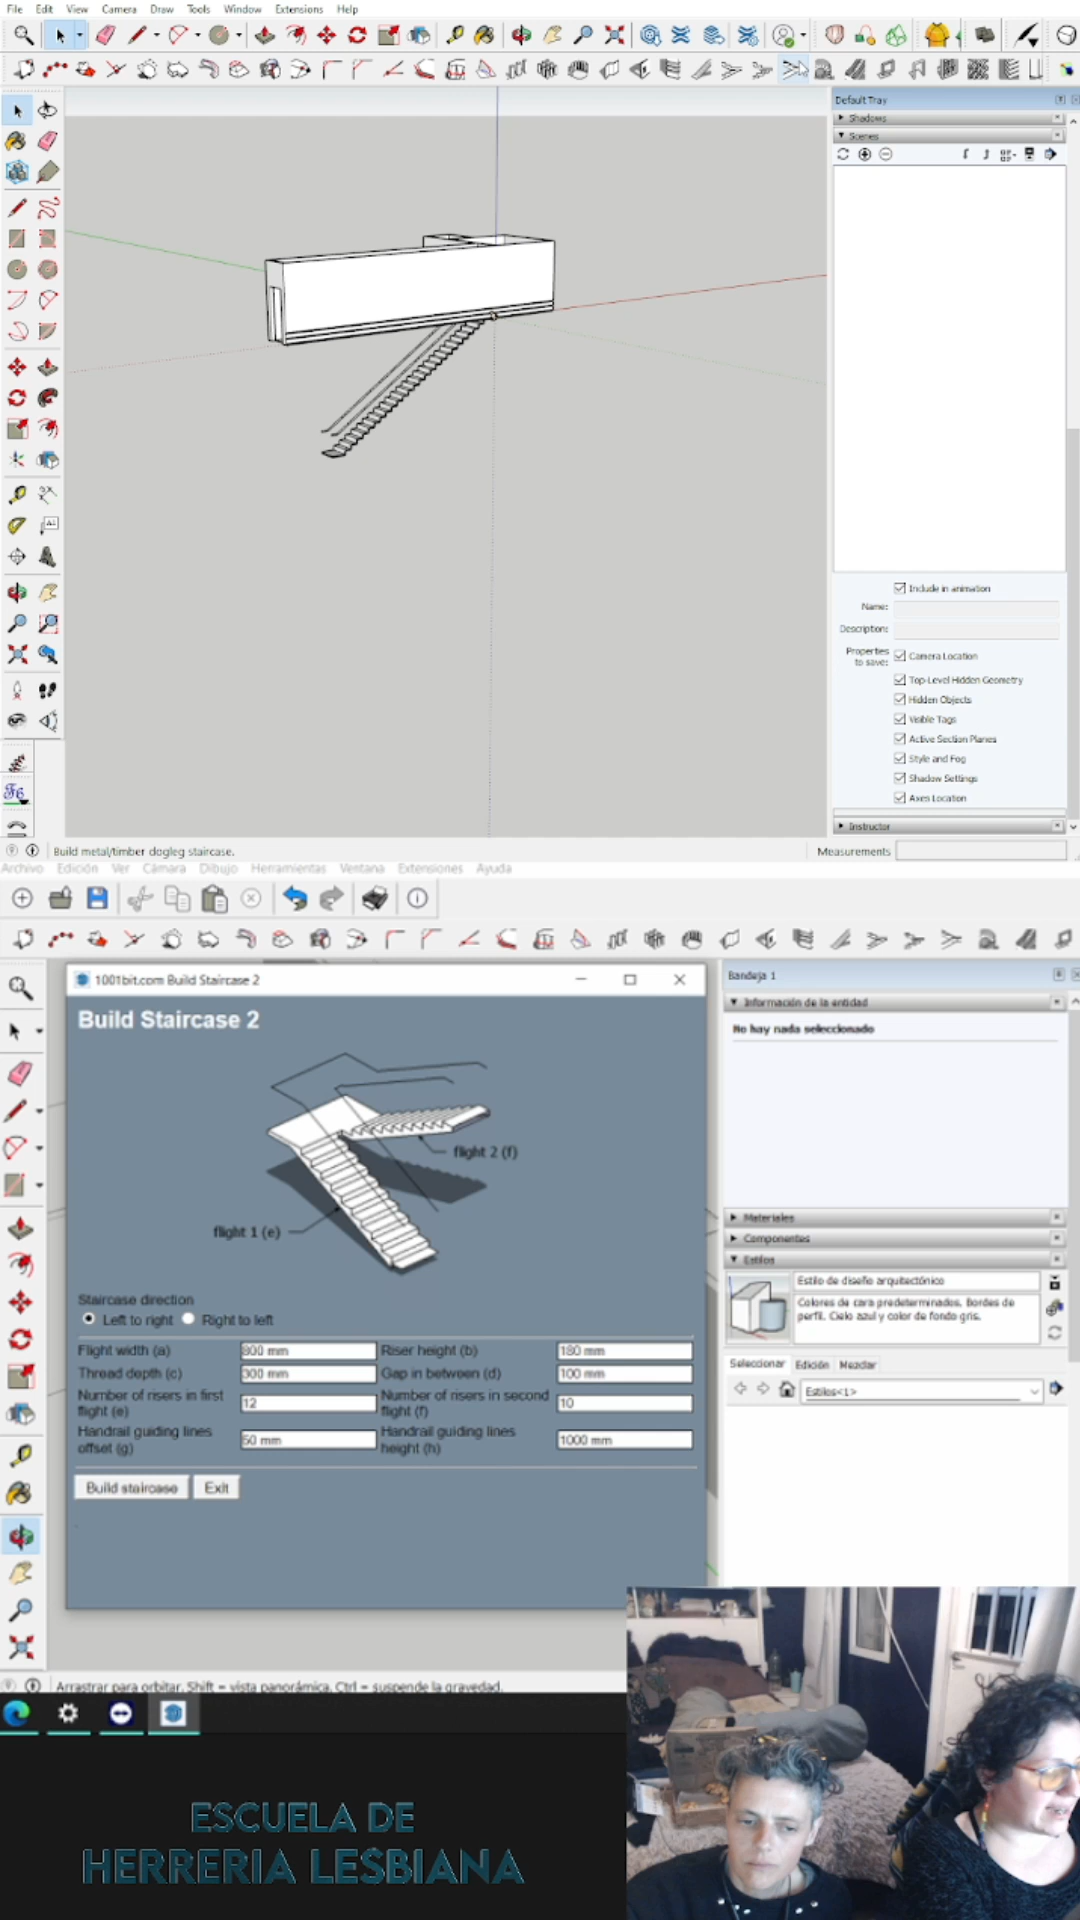 File Edit View Camera Draw Tools Window Extensions Help
Default Tray
Shadows
Scenes
Include in animation
Name:
Description:
Properties to save:
Camera Location
Top-Level Hidden Geometry
Hidden Objects
Visible Tags
Active Section Planes
Style and Fog
Shadow Settings
Axes Location
Instructor
Build metal/timber dogleg staircase.
Measurements
Archivo Edición Ver Cámara Dibujo Herramientas Ventana Extensiones Ayuda
1001bit.com Build Staircase 2
Build Staircase 2
flight 2 (f)
flight 1 (e)
Staircase direction
Left to right Right to left
Flight width (a) 800 mm Riser height (b) 180 mm
Thread depth (c) 300 mm Gap in between (d) 100 mm
Number of risers in first flight (e) 12 Number of risers in second flight (f) 10
Handrail guiding lines offset (g) 50 mm Handrail guiding lines height (h) 1000 mm
Build staircase Exit
Bandeja 1
Información de la entidad
No hay nada seleccionado
Materiales
Componentes
Estilos
Estilo de diseño arquitectónico
Colores de cara predeterminados. Bordes de
perfil. Cielo azul y color de fondo gris.
Seleccionar Edición Mezclar
Estilos<1>
Arrastrar para orbitar. Shift = vista panorámica. Ctrl = suspende la gravedad.
ESCUELA DE
HERRERIA LESBIANA